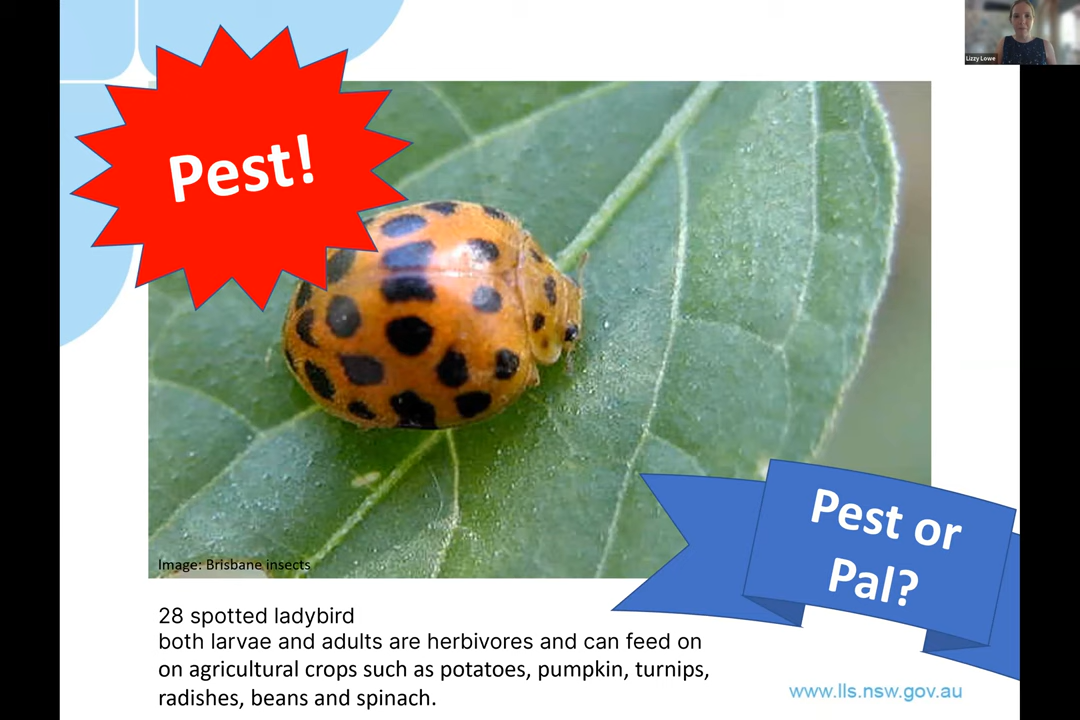 Lizzy Lowe
Pest!
Pest or
Pal?
Image: Brisbane insects
28 spotted ladybird
both larvae and adults are herbivores and can feed on
on agricultural crops such as potatoes, pumpkin, turnips,
radishes, beans and spinach.
www.lls.nsw.gov.au